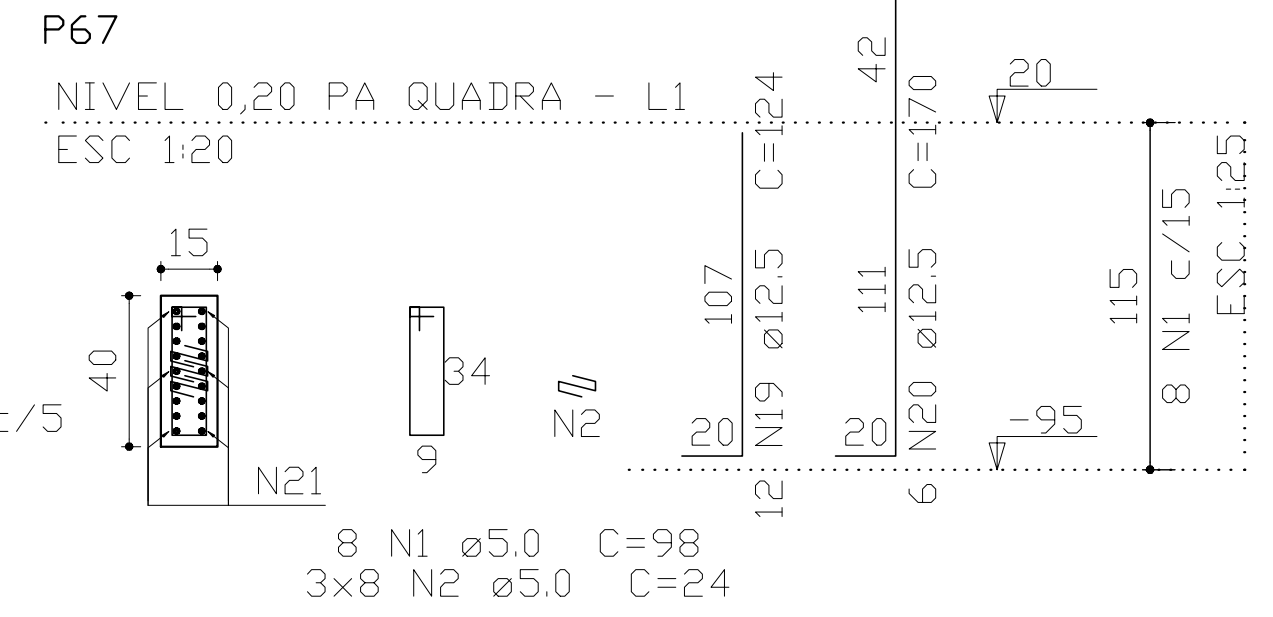 P67
NIVEL 0,20 PA QUADRA - L1
ESC 1:20
15
40
c/5
N21
34
9
N2
8 N1 ø5.0 C=98
3x8 N2 ø5.0 C=24
107
20
12 N19 ø12.5 C=124
42
111
20
6 N20 ø12.5 C=170
20
-95
115
8 N1 c/15
ESC 1:25